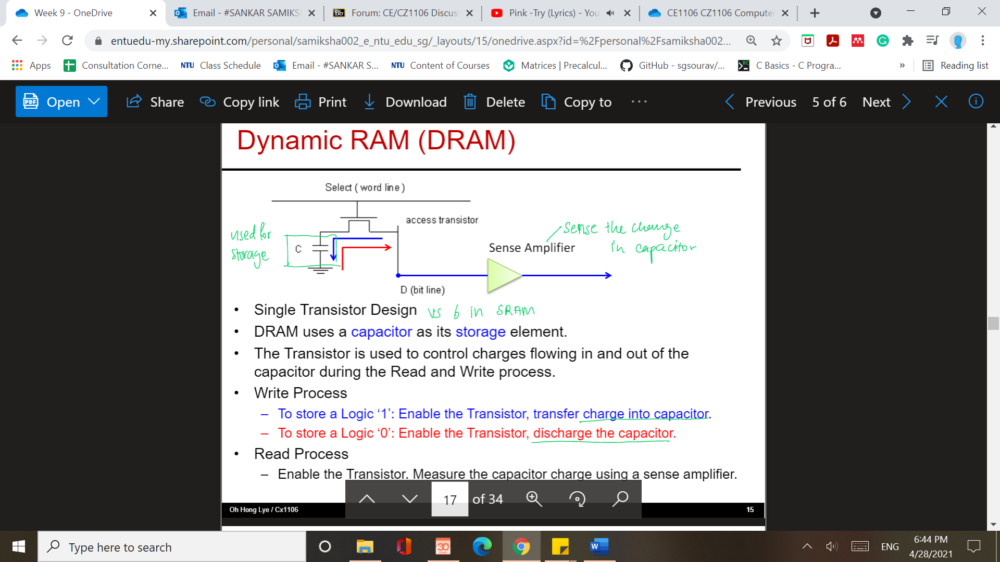 Week 9 - OneDrive
Email - #SANKAR SAMIKS
Forum: CE/CZ1106 Discus
Pink -Try (Lyrics) - You
CE1106 CZ1106 Compute
entuedu-my.sharepoint.com/personal/samiksha002_e_ntu_edu_sg/_layouts/15/onedrive.aspx?id=%2Fpersonal%2Fsamiksha002...
Apps
Consultation Corne...
NTU Class Schedule
Email - #SANKAR S...
NTU Content of Courses
Matrices | Precalcul...
GitHub - sgsourav/...
C Basics - C Progra...
»
Reading list
PDF Open
Share
Copy link
Print
Download
Delete
Copy to
...
Previous
5 of 6
Next
Dynamic RAM (DRAM)
Select ( word line )
access transistor
used for
storage
C
sense the change
in capacitor
Sense Amplifier
D (bit line)
• Single Transistor Design vs 6 in SRAM
• DRAM uses a capacitor as its storage element.
• The Transistor is used to control charges flowing in and out of the
capacitor during the Read and Write process.
• Write Process
– To store a Logic ‘1’: Enable the Transistor, transfer charge into capacitor.
– To store a Logic ‘0’: Enable the Transistor, discharge the capacitor.
• Read Process
– Enable the Transistor. Measure the capacitor charge using a sense amplifier.
17 of 34
Oh Hong Lye / Cx1106
15
Type here to search
30
Days
W
ENG
6:44 PM
4/28/2021